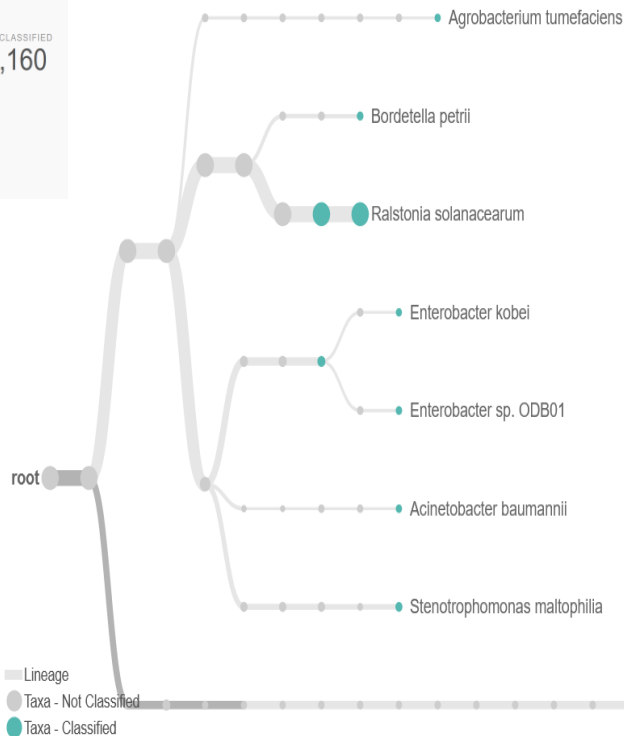 CLASSIFIED
,160
Agrobacterium tumefaciens
Bordetella petrii
Ralstonia solanacearum
Enterobacter kobei
Enterobacter sp. ODB01
root
Acinetobacter baumannii
Stenotrophomonas maltophilia
Lineage
Taxa - Not Classified
Taxa - Classified